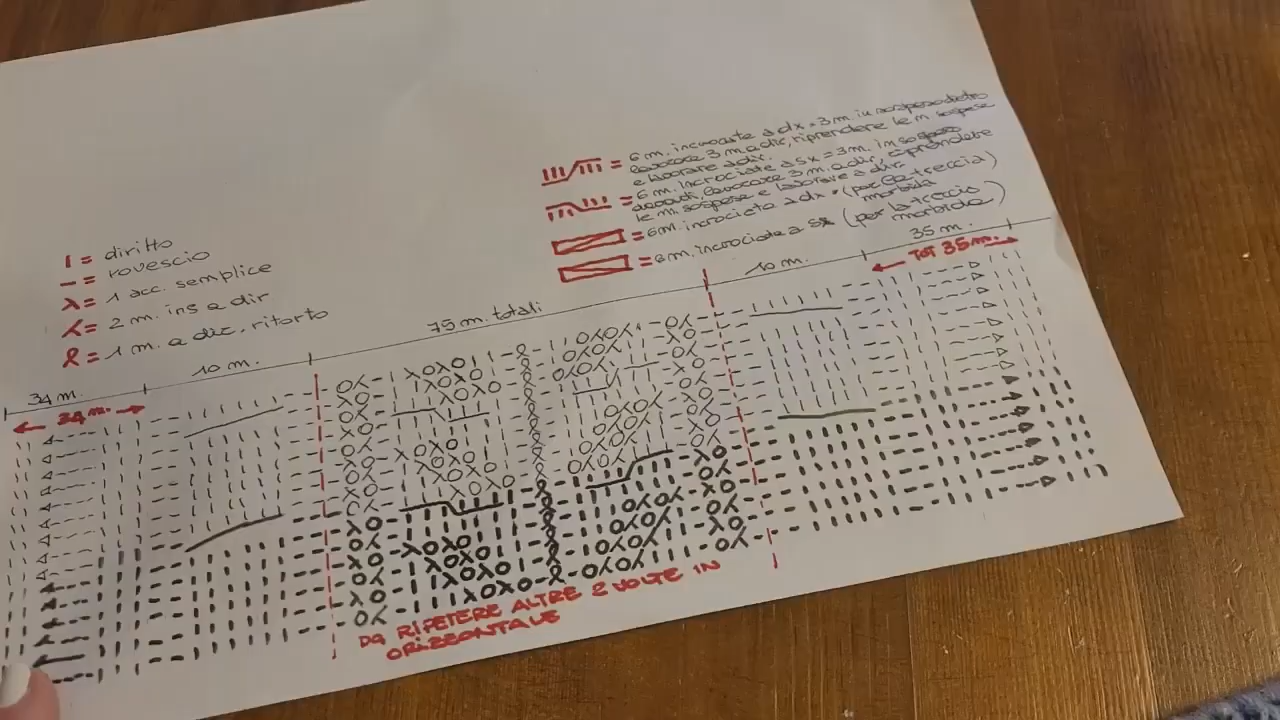 I = diritto
– = rovescio
λ = 1 acc. semplice
⋌ = 2 m. ins a dir
ꝸ = 1 m. a dir. ritorto
= 6 m. incrociate a dx = 3 m. in sospeso dietro
lavorare 3 m. a dir, riprendere le m. sospese
e lavorare a dir.
= 6 m. incrociate a sx = 3 m. in sospeso
davanti, lavorare 3 m. a dir, riprendere
le m. sospese e lavorare a dir.
= 6 m. incrociate a dx (per la treccia
morbida)
= 6 m. incrociate a sx (per la treccia
morbida)
34 m.
10 m.
75 m. totali
10 m.
35 m.
34 m.
TOT 35 m.
DA RIPETERE ALTRE 2 VOLTE IN
ORIZZONTALE